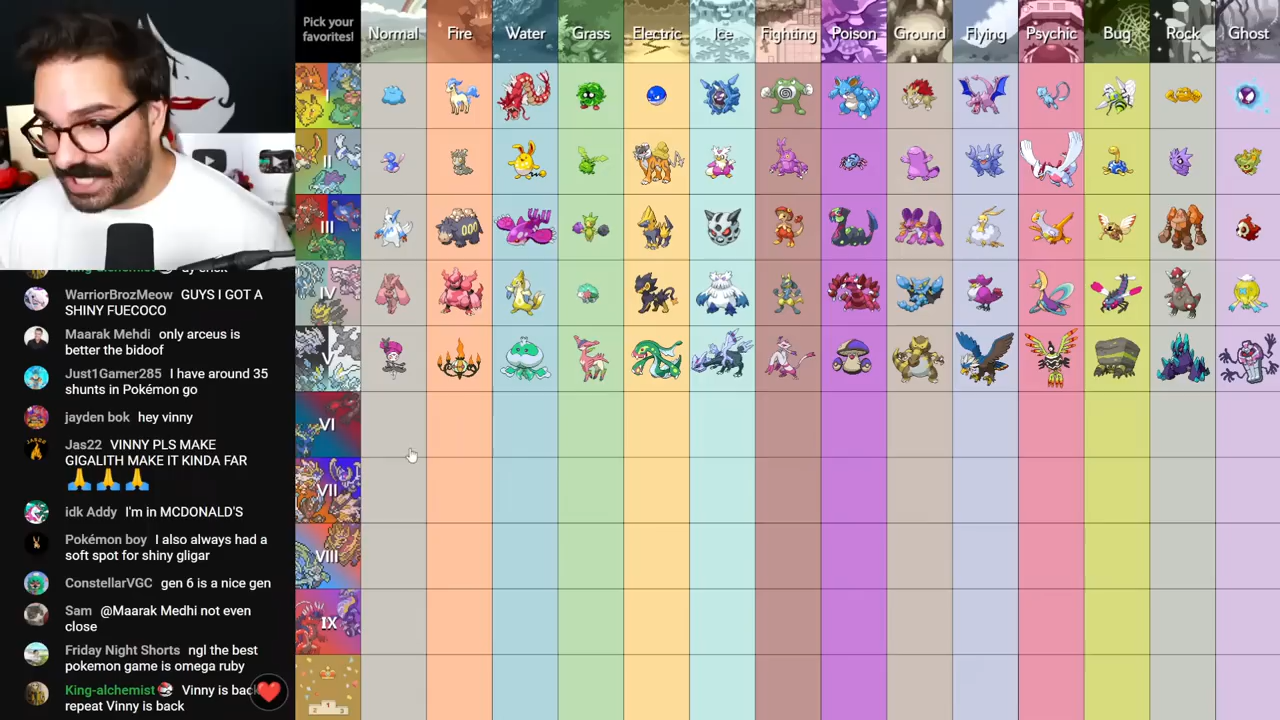 Pick your
favorites!
Normal
Fire
Water
Grass
Electric
Ice
Fighting
Poison
Ground
Flying
Psychic
Bug
Rock
Ghost
I
II
III
IV
V
VI
VII
VIII
IX
2 1 3
WarriorBrozMeow GUYS I GOT A
SHINY FUECOCO
Maarak Mehdi only arceus is
better the bidoof
Just1Gamer285 I have around 35
shunts in Pokémon go
jayden bok hey vinny
Jas22 VINNY PLS MAKE
GIGALITH MAKE IT KINDA FAR
idk Addy I'm in MCDONALD'S
Pokémon boy I also always had a
soft spot for shiny gligar
ConstellarVGC gen 6 is a nice gen
Sam @Maarak Medhi not even
close
Friday Night Shorts ngl the best
pokemon game is omega ruby
King-alchemist Vinny is back
repeat Vinny is back